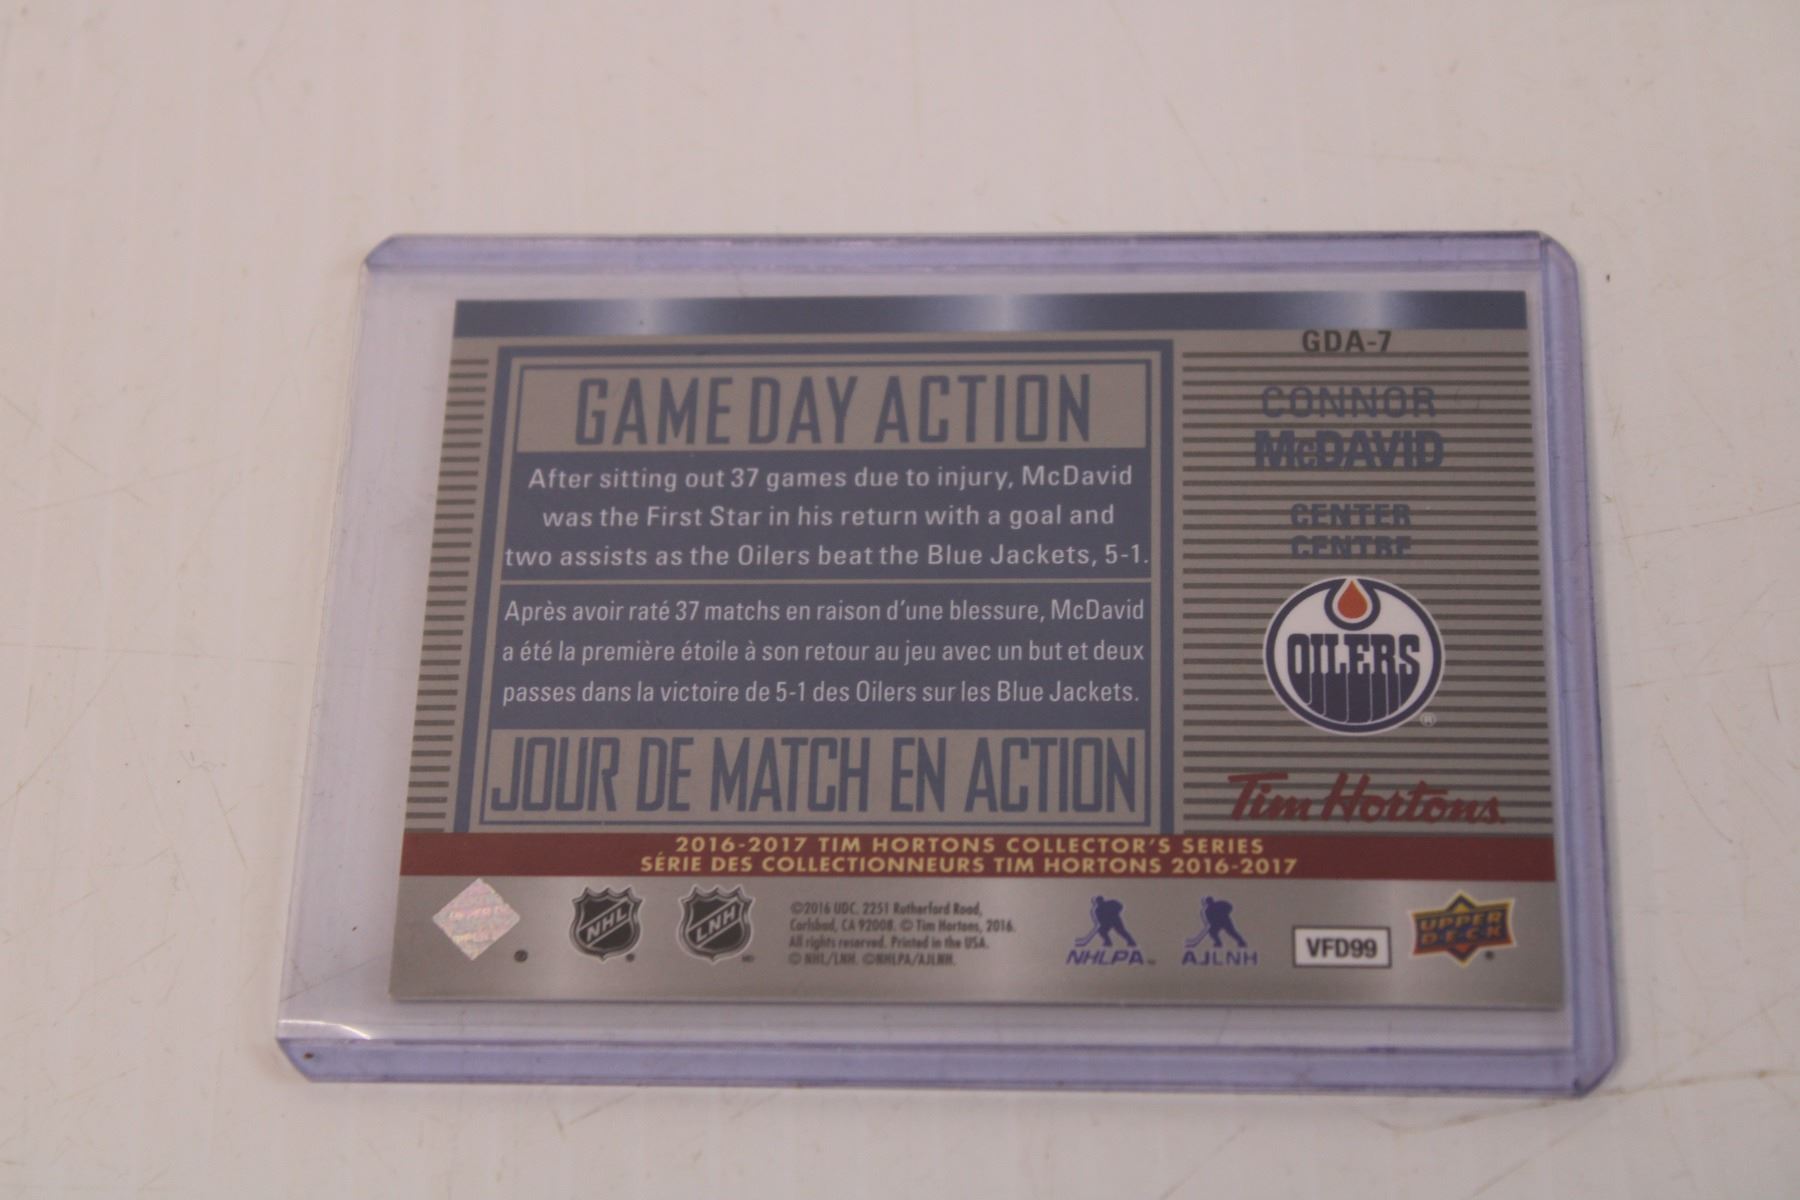 GDA-7
GAME DAY ACTION
After sitting out 37 games due to injury, McDavid
was the First Star in his return with a goal and
two assists as the Oilers beat the Blue Jackets, 5-1.
Après avoir raté 37 matchs en raison d'une blessure, McDavid
a été la première étoile à son retour au jeu avec un but et deux
passes dans la victoire de 5-1 des Oilers sur les Blue Jackets.
JOUR DE MATCH EN ACTION
CONNOR
McDAVID
CENTER
CENTRE
OILERS
®
Tim Hortons.
2016-2017 TIM HORTONS COLLECTOR'S SERIES
SÉRIE DES COLLECTIONNEURS TIM HORTONS 2016-2017
NHL
LNH
©2016 UDC. 2251 Rutherford Road,
Carlsbad, CA 92008. © Tim Hortons, 2016.
All rights reserved. Printed in the USA.
© NHL/LNH. ©NHLPA/AJLNH.
NHLPA
AJLNH
VFD99
UPPER
DECK